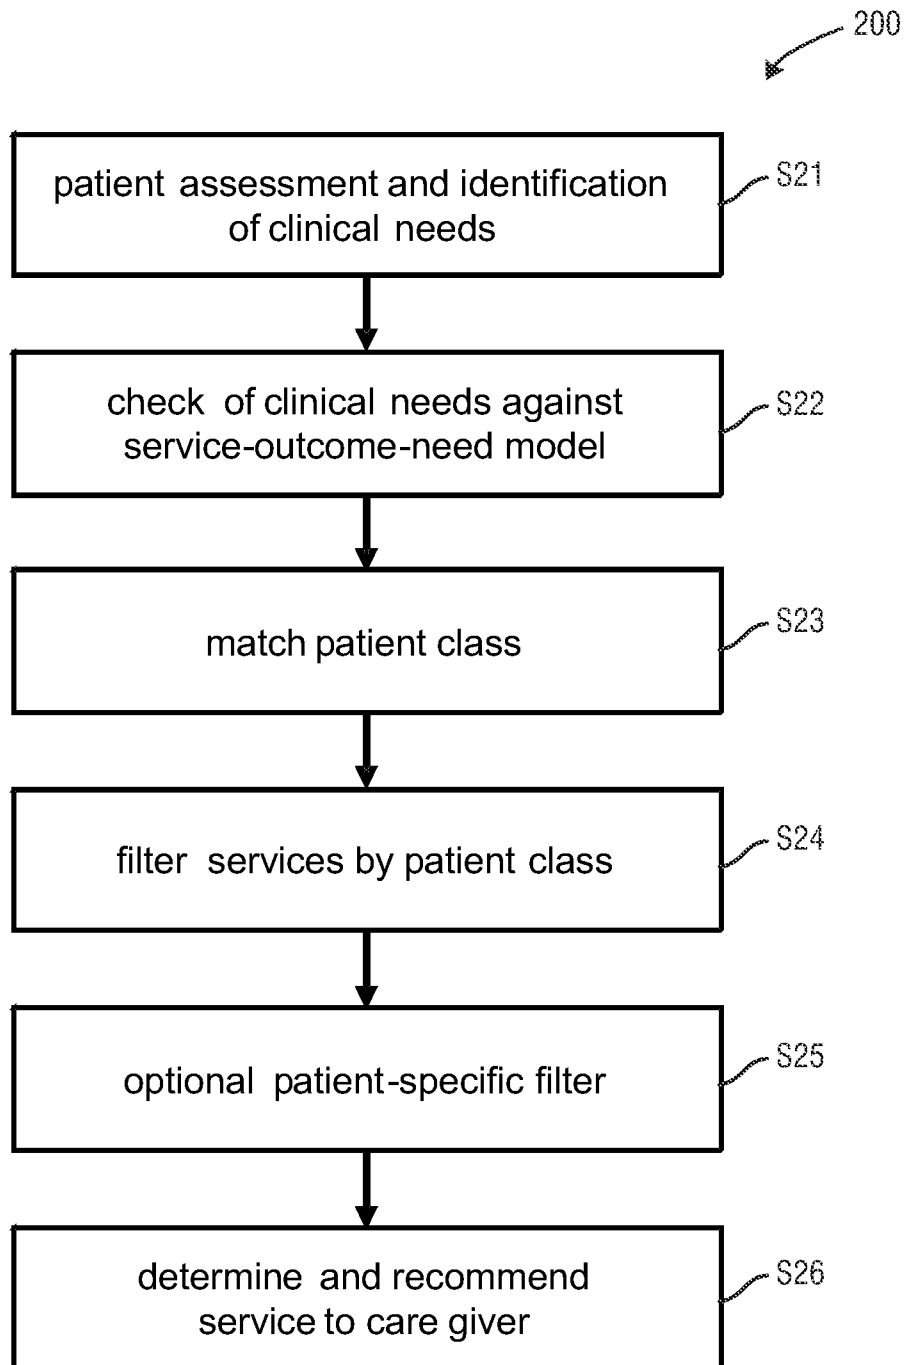 200
patient assessment and identification
of clinical needs
S21
check of clinical needs against
service-outcome-need model
S22
match patient class
S23
filter services by patient class
S24
optional patient-specific filter
S25
determine and recommend
service to care giver
S26